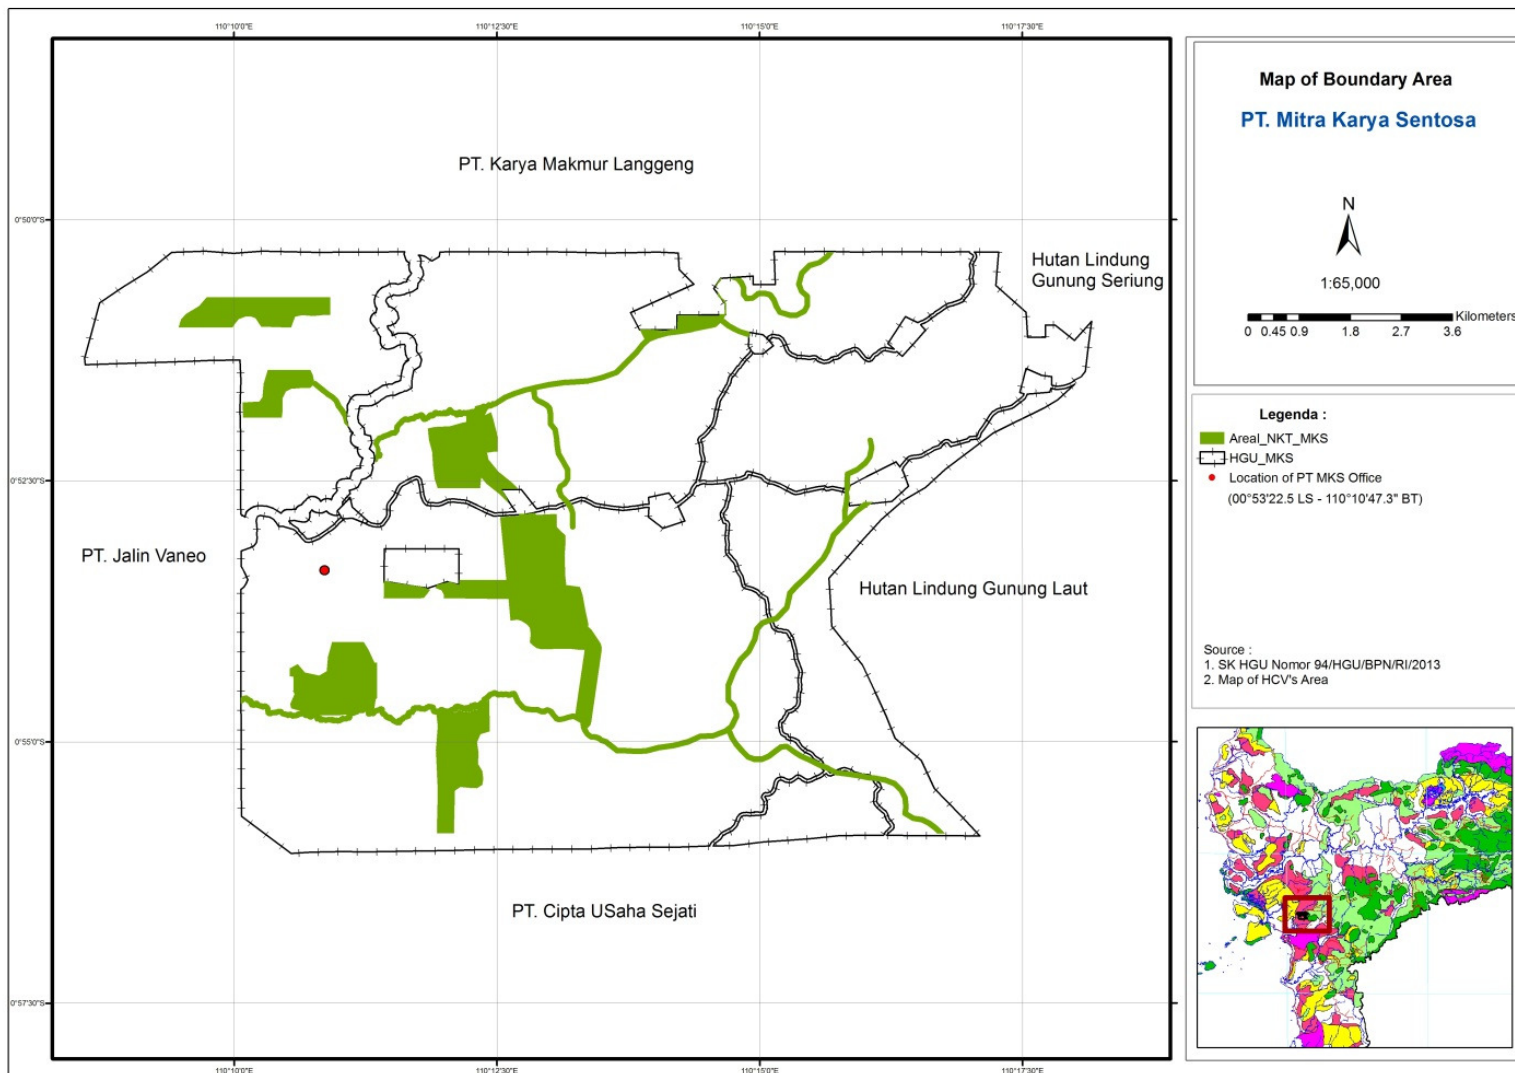 110°10'0"E
110°12'30"E
110°15'0"E
110°17'30"E
Map of Boundary Area
PT. Mitra Karya Sentosa
PT. Karya Makmur Langgeng
N
0°50'0"S
Hutan Lindung
Gunung Seriung
1:65,000
0 0.45 0.9 1.8 2.7 3.6 Kilometers
Legenda :
Areal_NKT_MKS
HGU_MKS
Location of PT MKS Office
(00°53'22.5 LS - 110°10'47.3" BT)
0°52'30"S
PT. Jalin Vaneo
Hutan Lindung Gunung Laut
Source :
1. SK HGU Nomor 94/HGU/BPN/RI/2013
2. Map of HCV's Area
0°55'0"S
PT. Cipta USaha Sejati
0°57'30"S
110°10'0"E
110°12'30"E
110°15'0"E
110°17'30"E